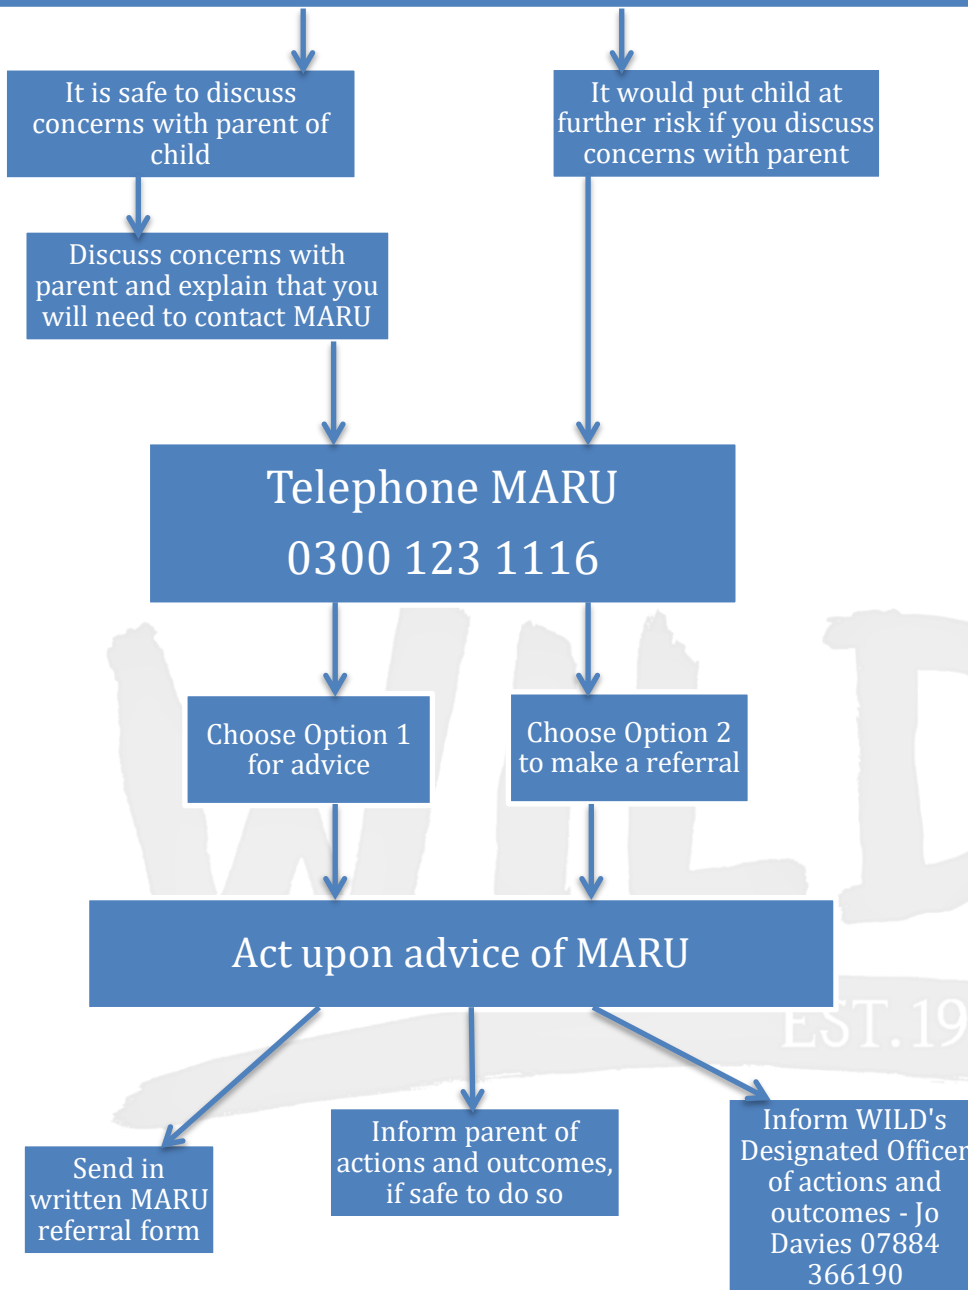 It is safe to discuss
concerns with parent of
child
It would put child at
further risk if you discuss
concerns with parent
Discuss concerns with
parent and explain that you
will need to contact MARU
Telephone MARU
0300 123 1116
Choose Option 1
for advice
Choose Option 2
to make a referral
Act upon advice of MARU
Send in
written MARU
referral form
Inform parent of
actions and outcomes,
if safe to do so
Inform WILD's
Designated Officer
of actions and
outcomes - Jo
Davies 07884
366190
WILD
EST.19